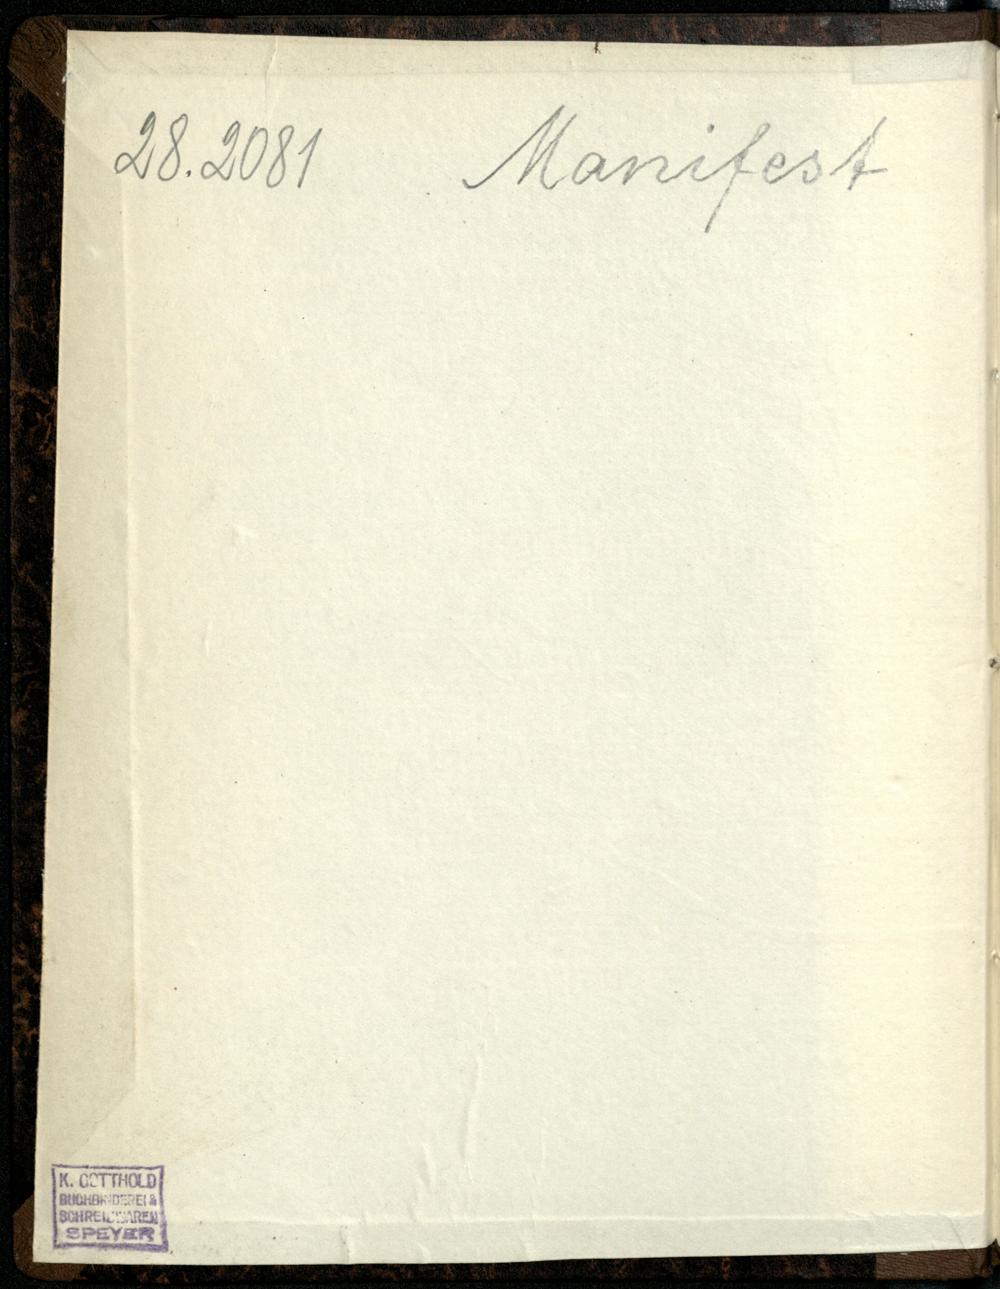 28.2081 Manifest
K. GOTTHOLD
BUCHBINDEREI &
SCHREIBWAREN
SPEYER